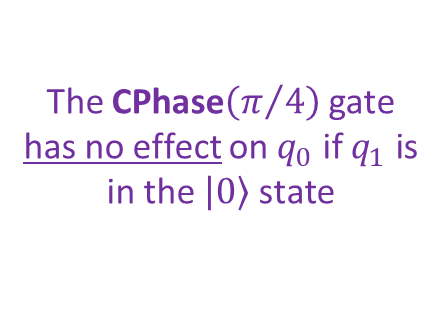 The CPhase(π/4) gate
has no effect on q₀ if q₁ is
in the |0⟩ state